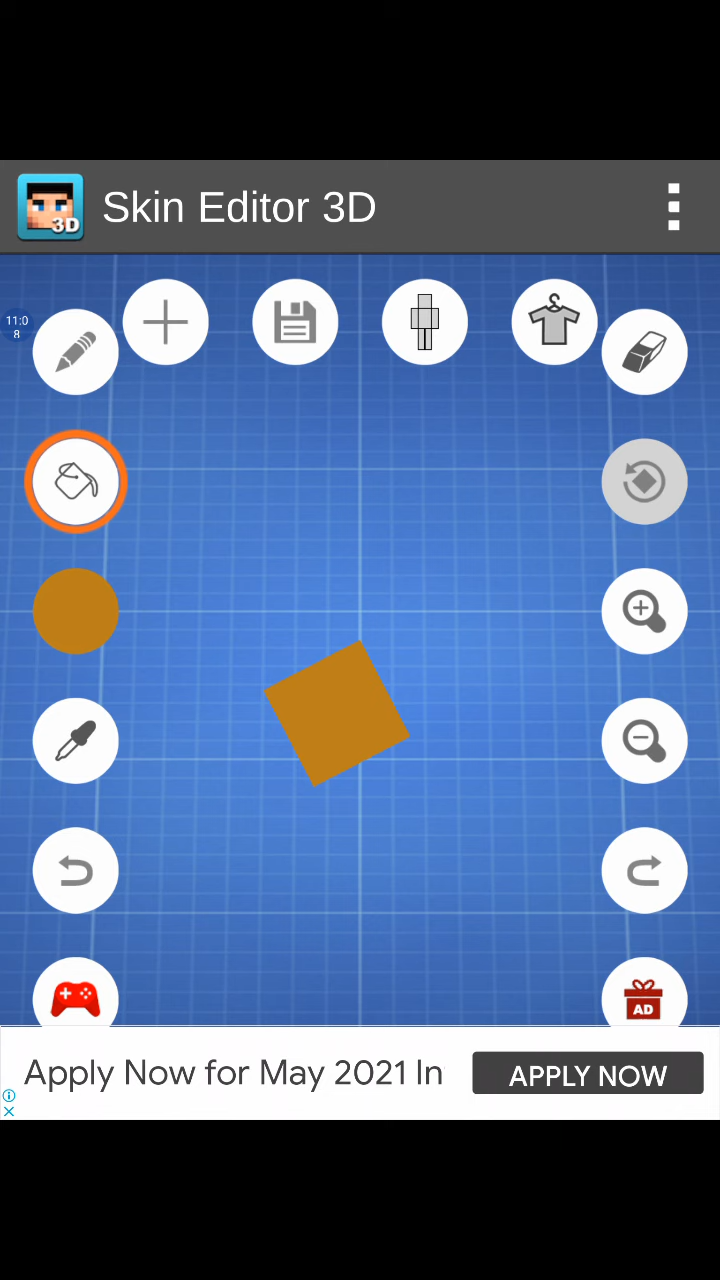 3D
Skin Editor 3D
11:0
8
AD
Apply Now for May 2021 In
APPLY NOW